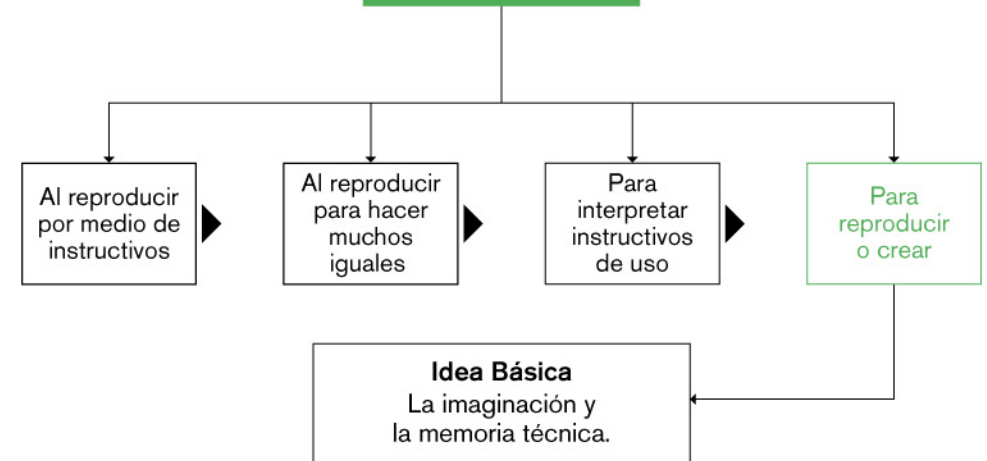 Al reproducir
por medio de
instructivos
Al reproducir
para hacer
muchos
iguales
Para
interpretar
instructivos
de uso
Para
reproducir
o crear
Idea Básica
La imaginación y
la memoria técnica.